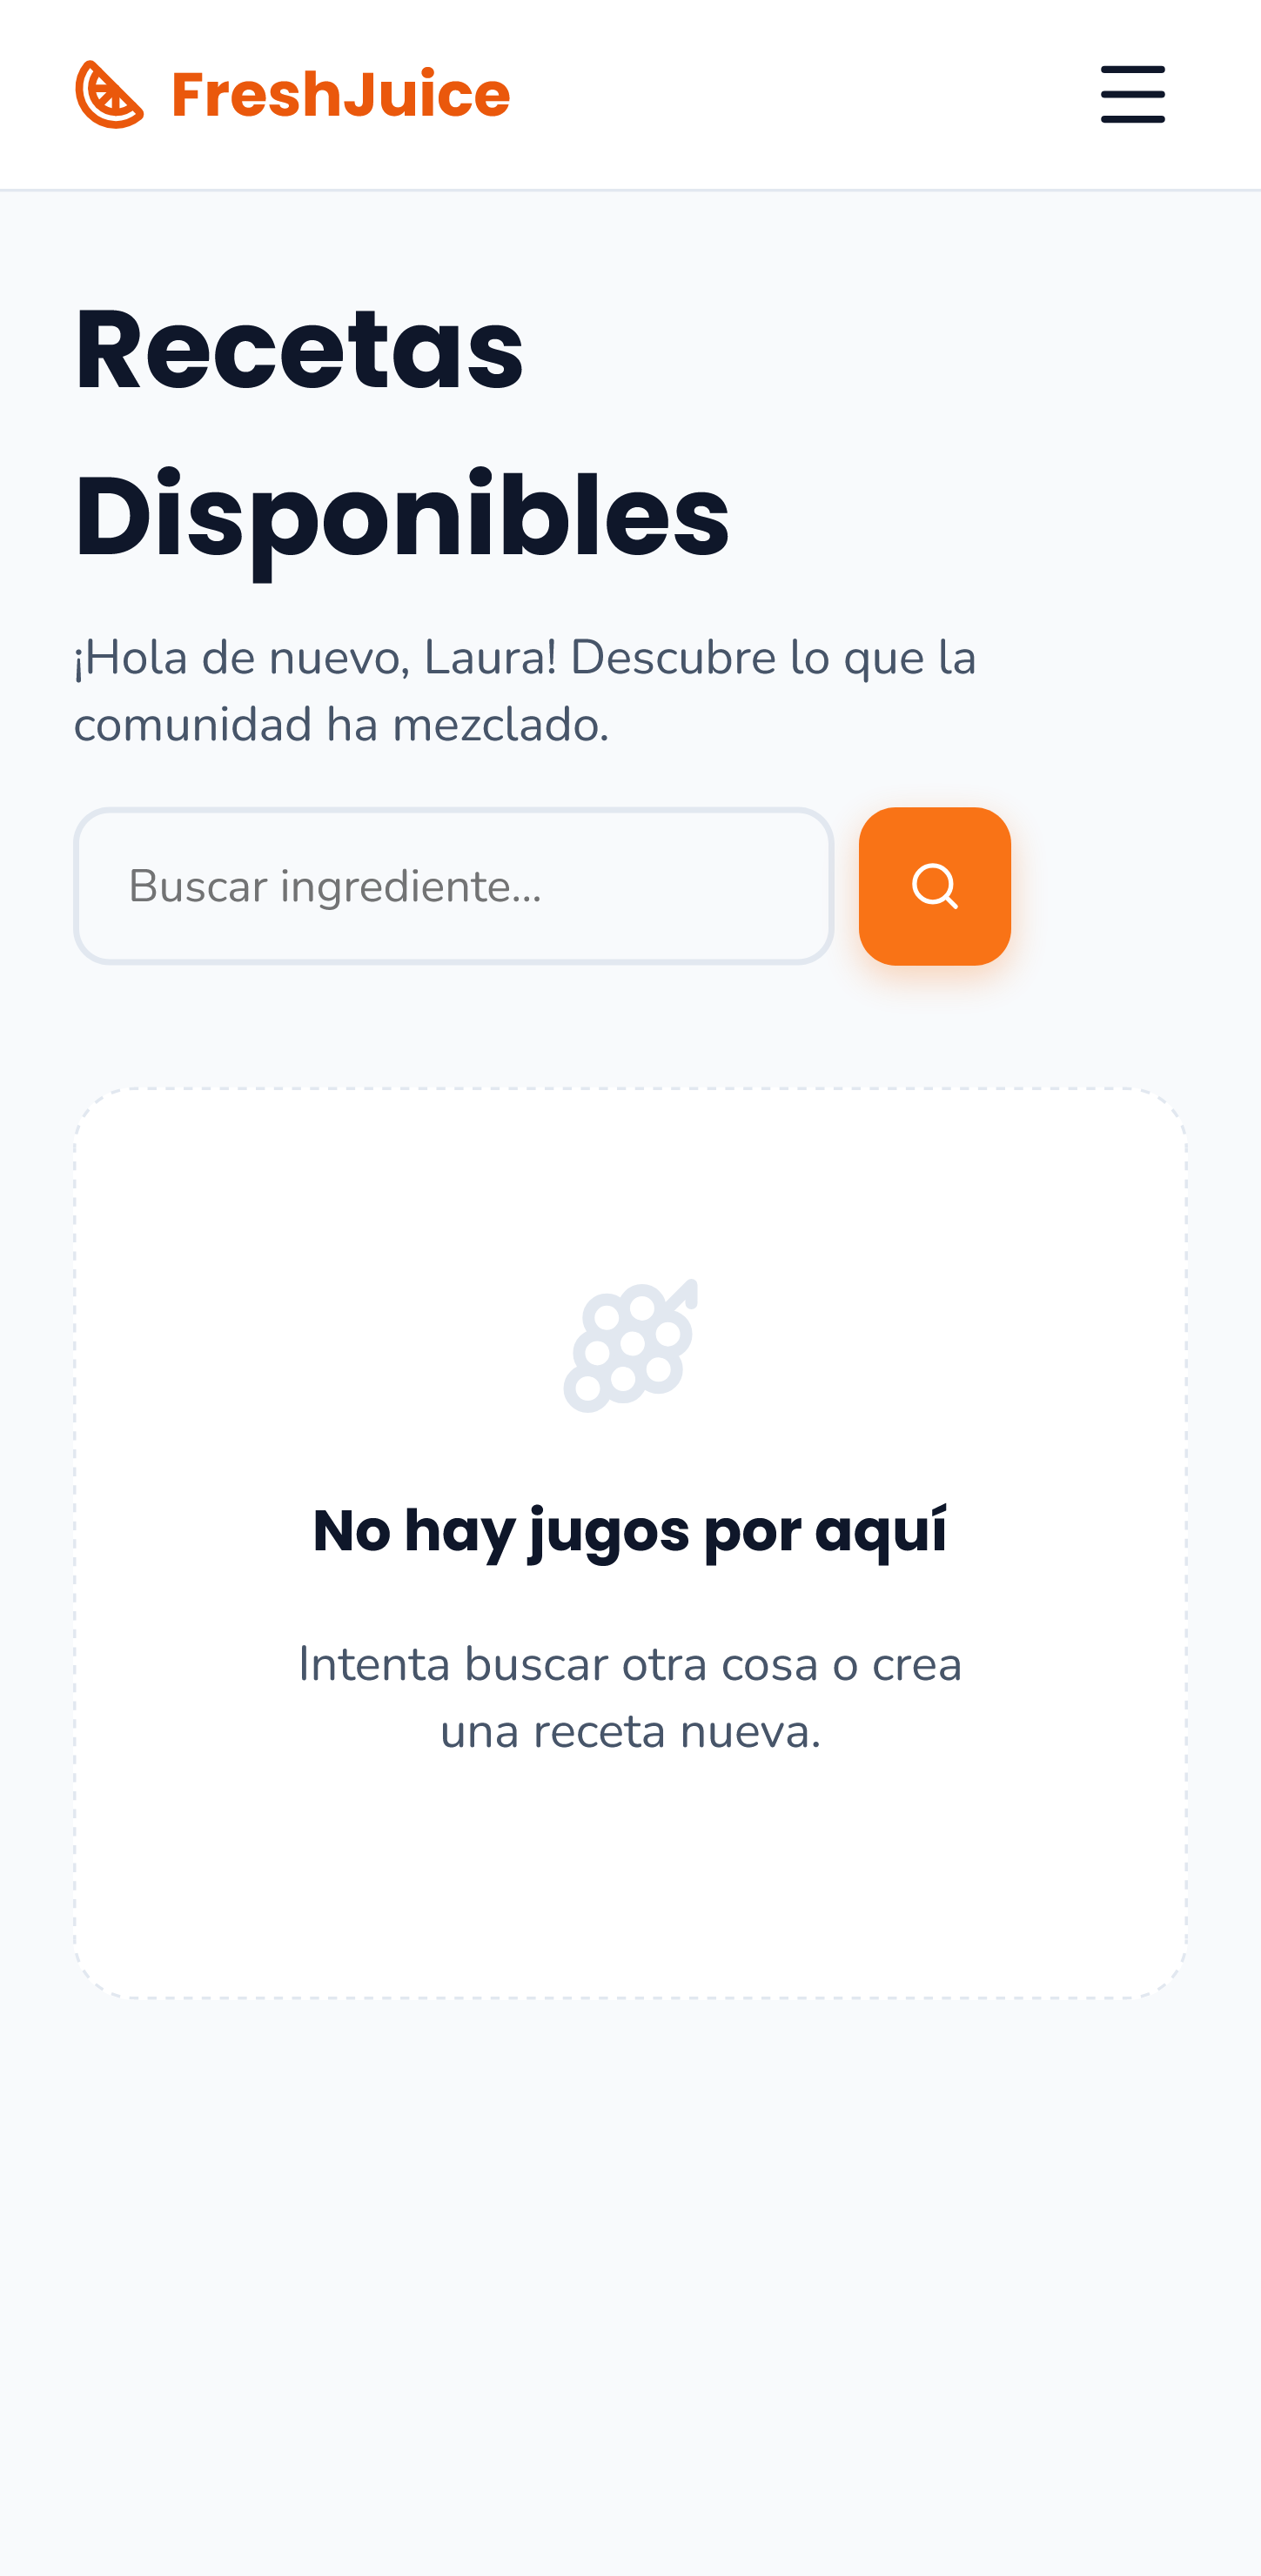 FreshJuice
Recetas
Disponibles
¡Hola de nuevo, Laura! Descubre lo que la
comunidad ha mezclado.
Buscar ingrediente...
No hay jugos por aquí
Intenta buscar otra cosa o crea
una receta nueva.